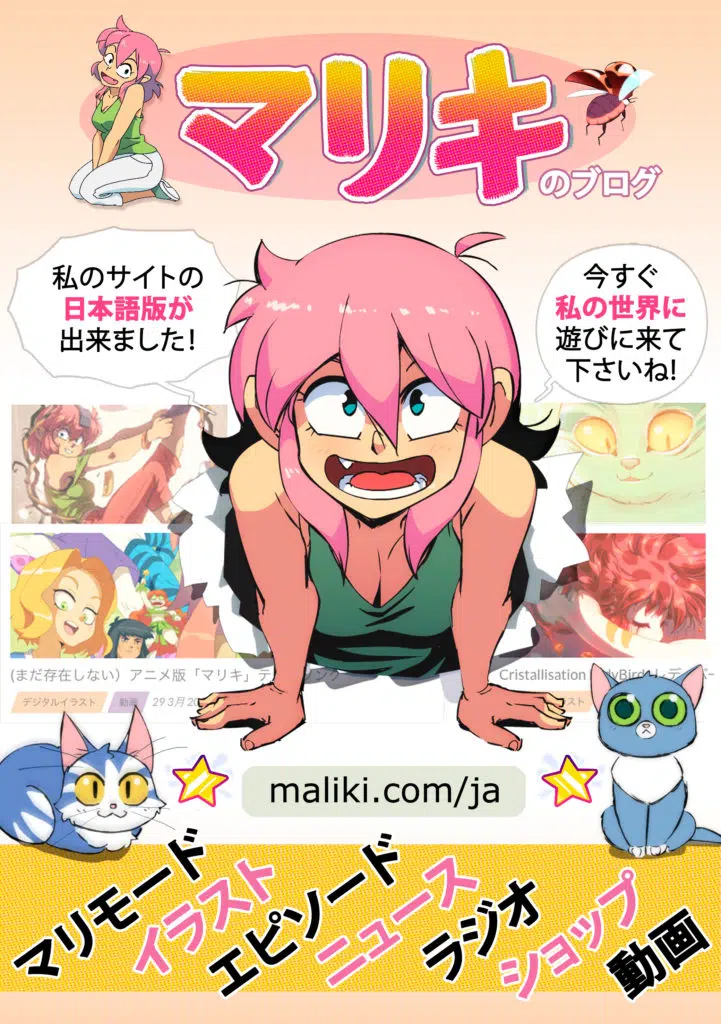 マリキ
のブログ
私のサイトの
日本語版が
出来ました!
今すぐ
私の世界に
遊びに来て
下さいね!
(まだ存在しない）アニメ版「マリキ」
デジタルイラスト
動画
29 3月 20
Cristallisation
maliki.com/ja
マリモード
イラスト
エピソード
ニュース
ラジオ
ショップ
動画